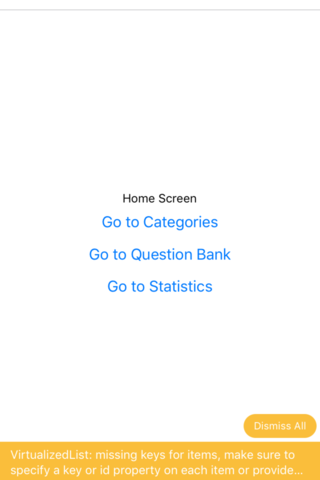 Home Screen
Go to Categories
Go to Question Bank
Go to Statistics
Dismiss All
VirtualizedList: missing keys for items, make sure to
specify a key or id property on each item or provide...